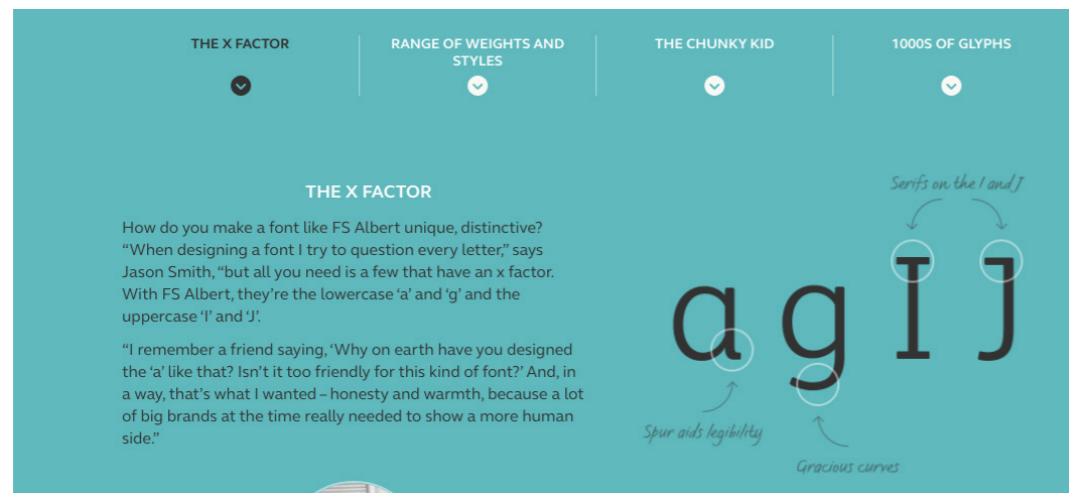 THE X FACTOR
RANGE OF WEIGHTS AND
STYLES
THE CHUNKY KID
1000S OF GLYPHS
THE X FACTOR
How do you make a font like FS Albert unique, distinctive?
“When designing a font I try to question every letter,” says
Jason Smith, “but all you need is a few that have an x factor.
With FS Albert, they’re the lowercase ‘a’ and ‘g’ and the
uppercase ‘I’ and ‘J’.
“I remember a friend saying, ‘Why on earth have you designed
the ‘a’ like that? Isn’t it too friendly for this kind of font?’ And, in
a way, that’s what I wanted – honesty and warmth, because a lot
of big brands at the time really needed to show a more human
side.”
Serifs on the I and J
a g I J
Spur aids legibility
Gracious curves